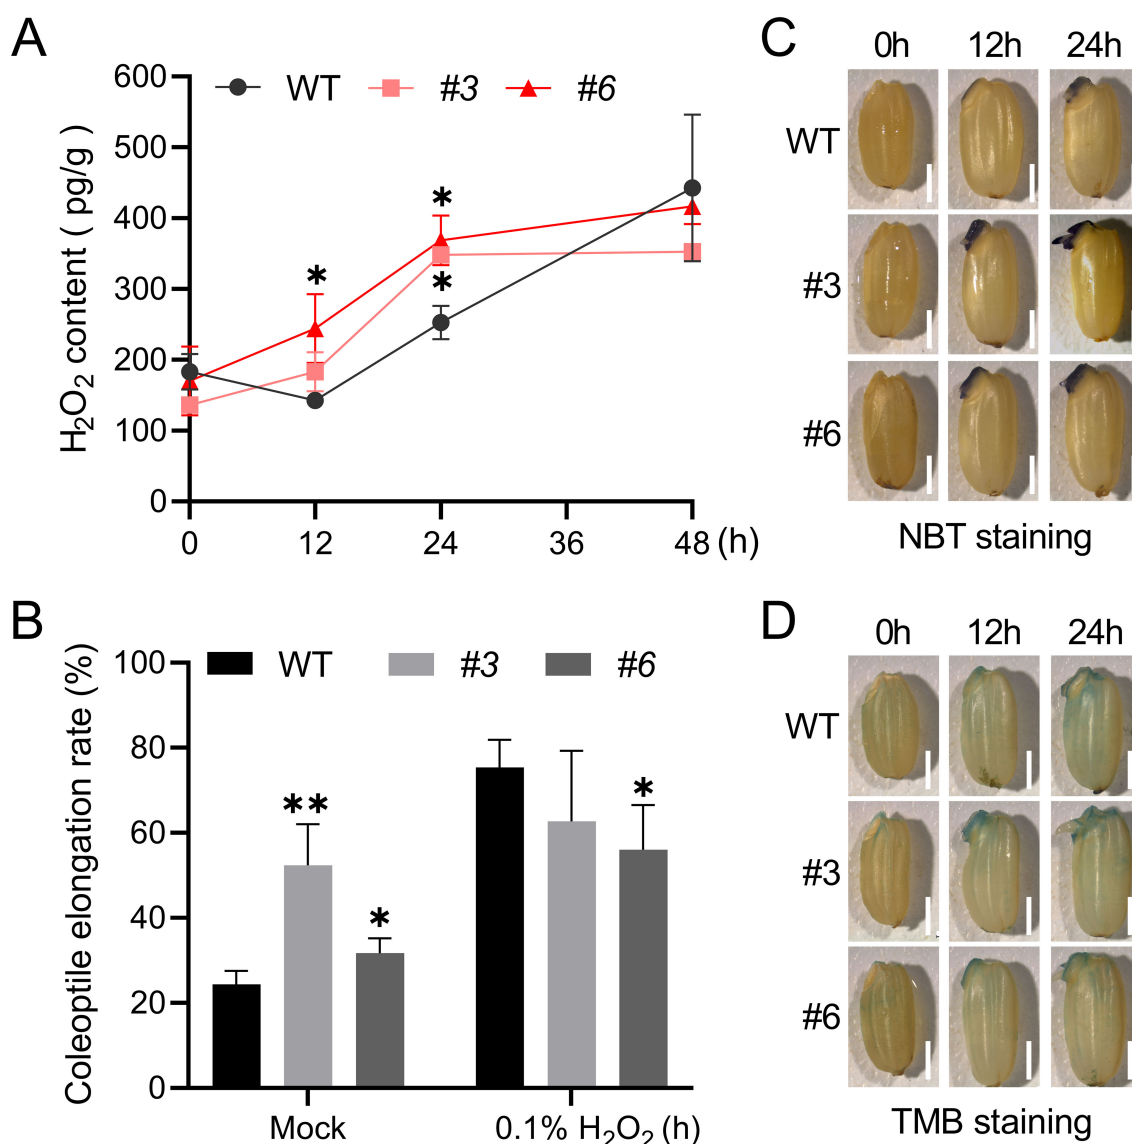 A
H₂O₂ content ( pg/g )
600
500
400
300
200
100
0
WT #3 #6
*
*
*
0 12 24 36 48 (h)
B
Coleoptile elongation rate (%)
100
80
60
40
20
0
WT #3 #6
**
*
*
Mock 0.1% H₂O₂ (h)
C
0h 12h 24h
WT
#3
#6
NBT staining
D
0h 12h 24h
WT
#3
#6
TMB staining